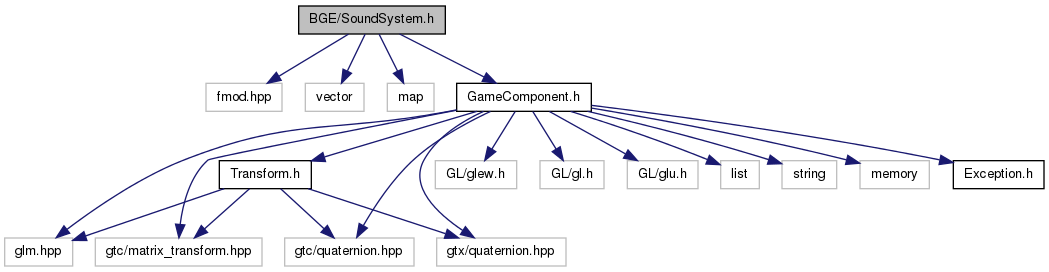 BGE/SoundSystem.h
fmod.hpp
vector
map
GameComponent.h
Transform.h
GL/glew.h
GL/gl.h
GL/glu.h
list
string
memory
Exception.h
glm.hpp
gtc/matrix_transform.hpp
gtc/quaternion.hpp
gtx/quaternion.hpp